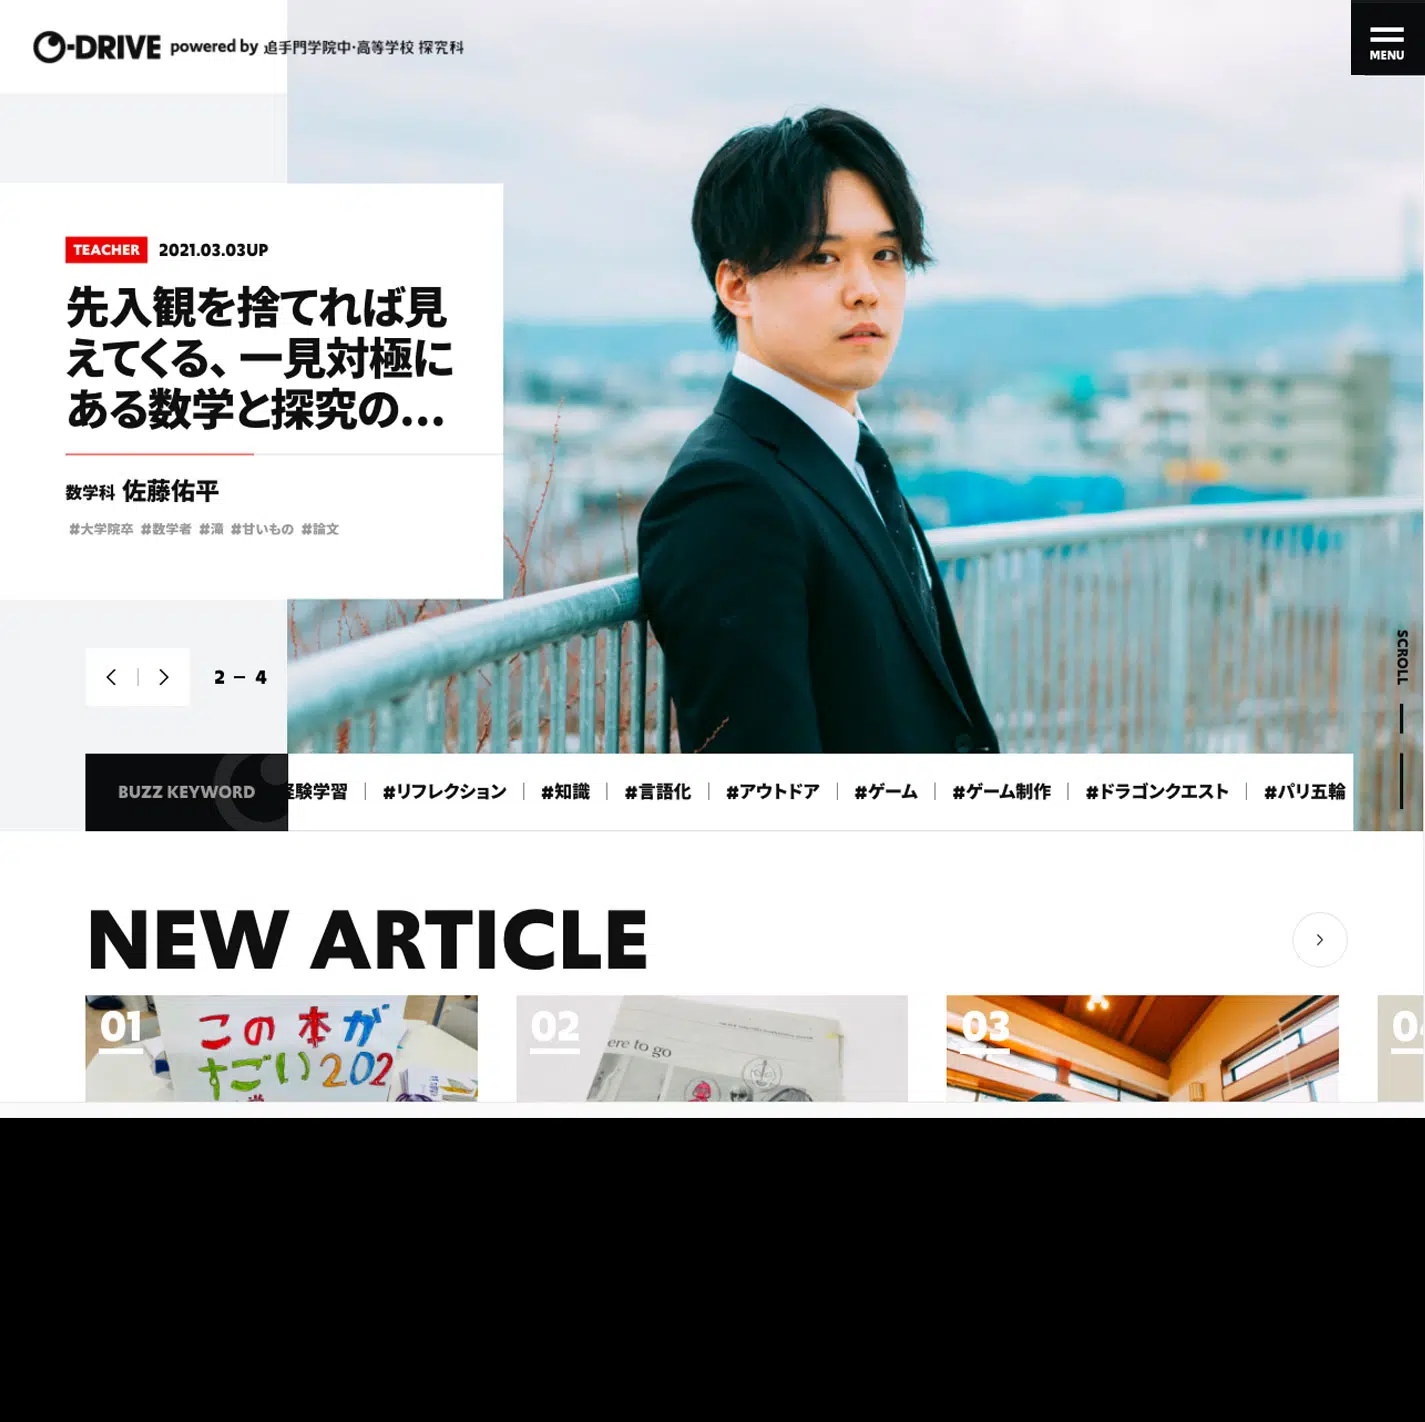 O-DRIVE powered by 追手門学院中・高等学校 探究科
MENU
TEACHER 2021.03.03UP
先入観を捨てれば見
えてくる、一見対極に
ある数学と探究の...
数学科 佐藤佑平
#大学院卒 #数学者 #湯 #甘いもの #論文
SCROLL
2 – 4
BUZZ KEYWORD
験学習 #リフレクション #知識 #言語化 #アウトドア #ゲーム #ゲーム制作 #ドラゴンクエスト #パリ五輪
NEW ARTICLE
01
この本が
すごい202
02
ere to go
03